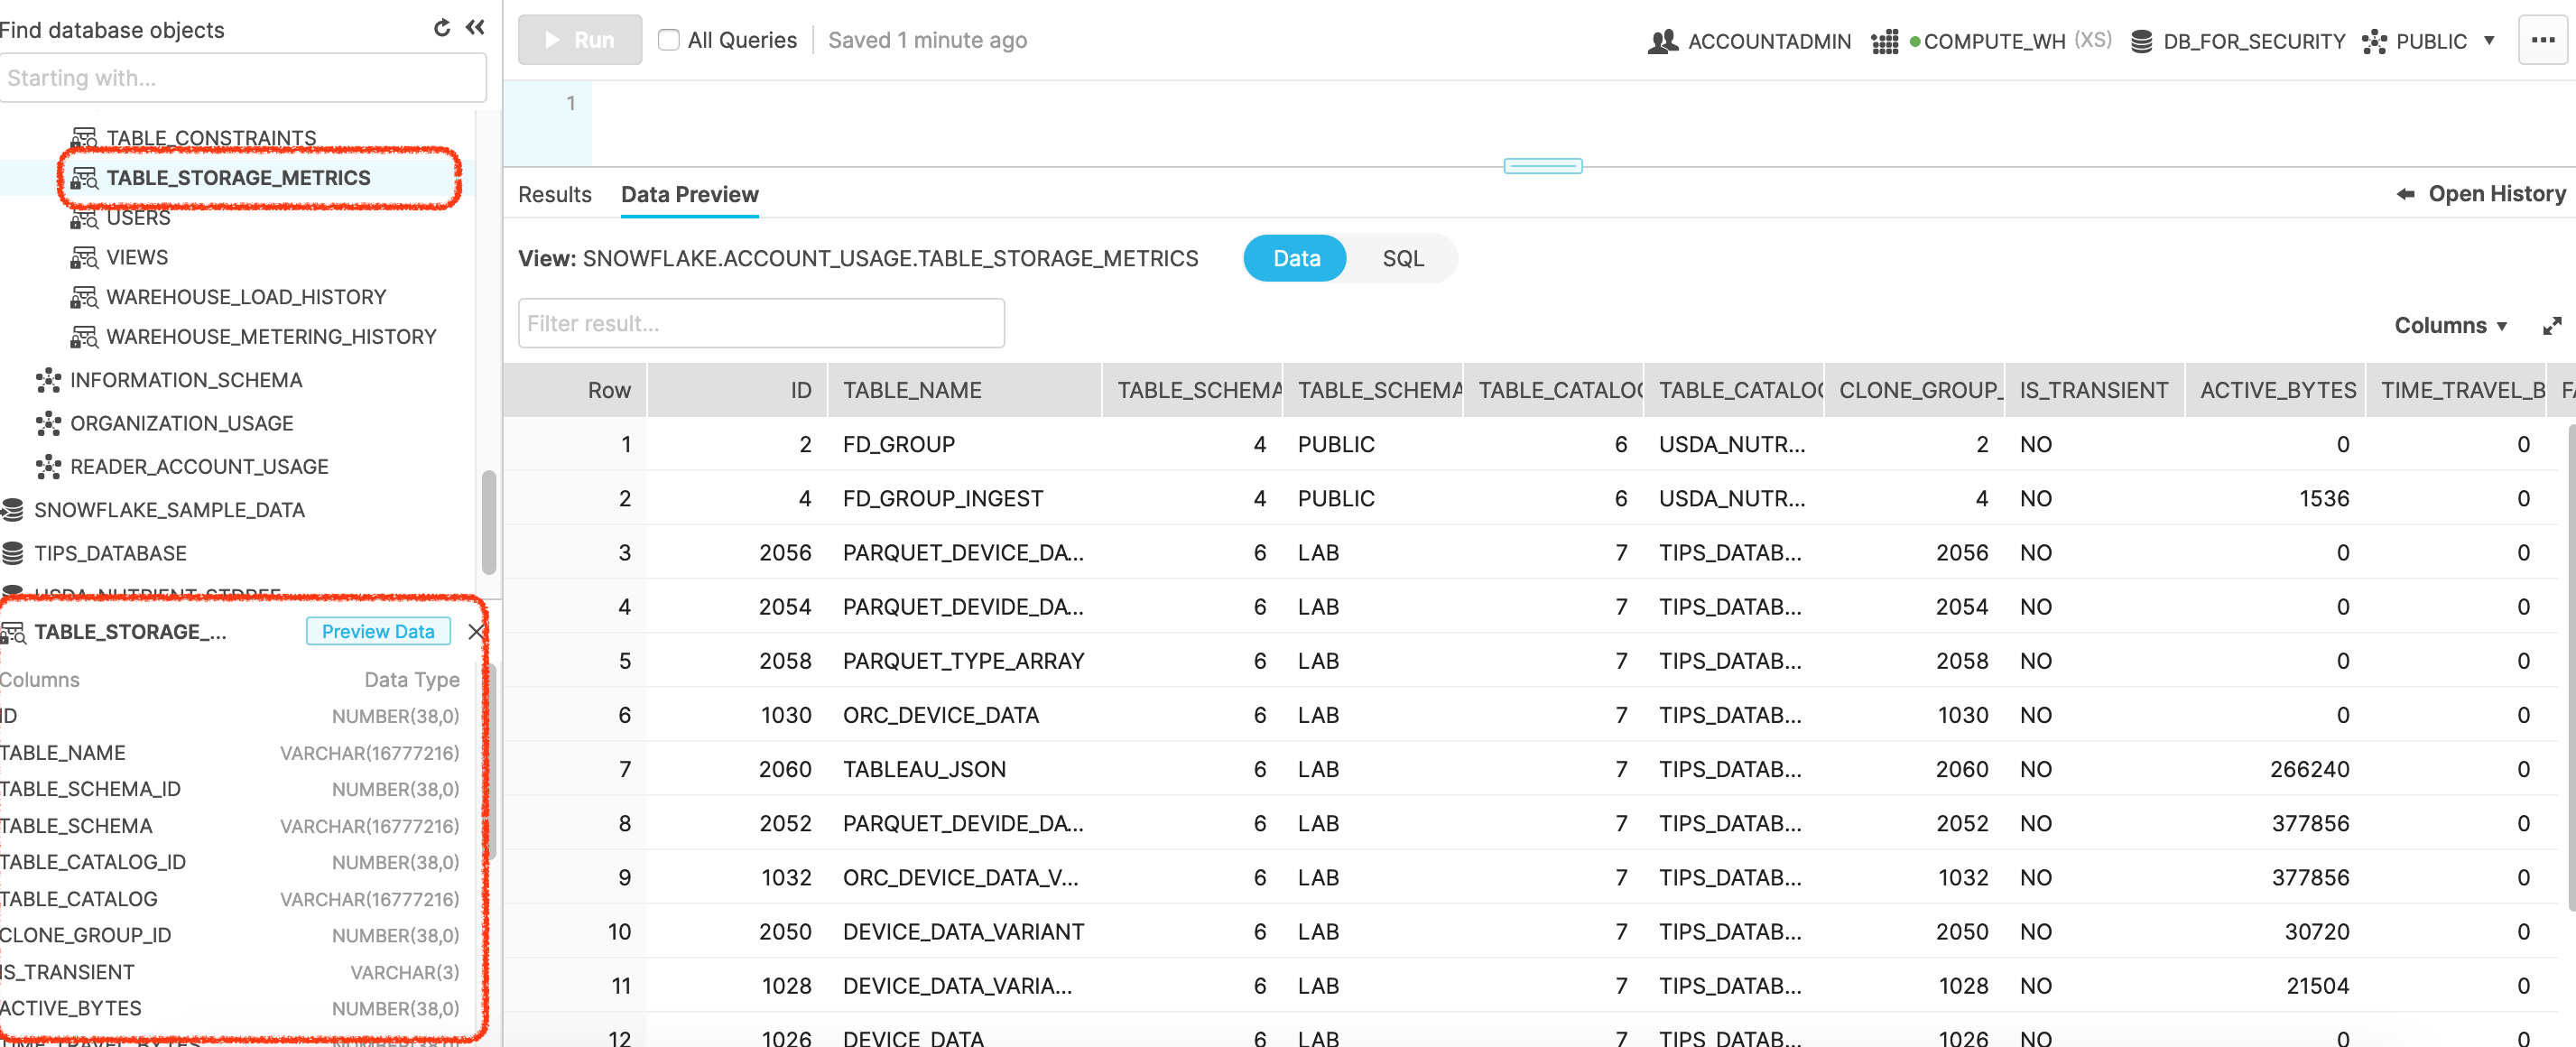 Find database objects
Starting with...
TABLE_CONSTRAINTS
TABLE_STORAGE_METRICS
USERS
VIEWS
WAREHOUSE_LOAD_HISTORY
WAREHOUSE_METERING_HISTORY
INFORMATION_SCHEMA
ORGANIZATION_USAGE
READER_ACCOUNT_USAGE
SNOWFLAKE_SAMPLE_DATA
TIPS_DATABASE
TABLE_STORAGE_... Preview Data
Columns Data Type
ID NUMBER(38,0)
TABLE_NAME VARCHAR(16777216)
TABLE_SCHEMA_ID NUMBER(38,0)
TABLE_SCHEMA VARCHAR(16777216)
TABLE_CATALOG_ID NUMBER(38,0)
TABLE_CATALOG VARCHAR(16777216)
CLONE_GROUP_ID NUMBER(38,0)
IS_TRANSIENT VARCHAR(3)
ACTIVE_BYTES NUMBER(38,0)
TIME_TRAVEL_BYTES NUMBER(38,0)
Run All Queries Saved 1 minute ago ACCOUNTADMIN COMPUTE_WH (XS) DB_FOR_SECURITY PUBLIC
1
Results Data Preview Open History
View: SNOWFLAKE.ACCOUNT_USAGE.TABLE_STORAGE_METRICS Data SQL
Filter result... Columns
Row ID TABLE_NAME TABLE_SCHEMA TABLE_SCHEMA TABLE_CATALOG TABLE_CATALOG CLONE_GROUP_ IS_TRANSIENT ACTIVE_BYTES TIME_TRAVEL_B FA
1 2 FD_GROUP 4 PUBLIC 6 USDA_NUTR... 2 NO 0 0
2 4 FD_GROUP_INGEST 4 PUBLIC 6 USDA_NUTR... 4 NO 1536 0
3 2056 PARQUET_DEVICE_DA... 6 LAB 7 TIPS_DATAB... 2056 NO 0 0
4 2054 PARQUET_DEVIDE_DA... 6 LAB 7 TIPS_DATAB... 2054 NO 0 0
5 2058 PARQUET_TYPE_ARRAY 6 LAB 7 TIPS_DATAB... 2058 NO 0 0
6 1030 ORC_DEVICE_DATA 6 LAB 7 TIPS_DATAB... 1030 NO 0 0
7 2060 TABLEAU_JSON 6 LAB 7 TIPS_DATAB... 2060 NO 266240 0
8 2052 PARQUET_DEVIDE_DA... 6 LAB 7 TIPS_DATAB... 2052 NO 377856 0
9 1032 ORC_DEVICE_DATA_V... 6 LAB 7 TIPS_DATAB... 1032 NO 377856 0
10 2050 DEVICE_DATA_VARIANT 6 LAB 7 TIPS_DATAB... 2050 NO 30720 0
11 1028 DEVICE_DATA_VARIA... 6 LAB 7 TIPS_DATAB... 1028 NO 21504 0
12 1026 DEVICE_DATA 6 LAB 7 TIPS_DATAB... 1026 NO 0 0